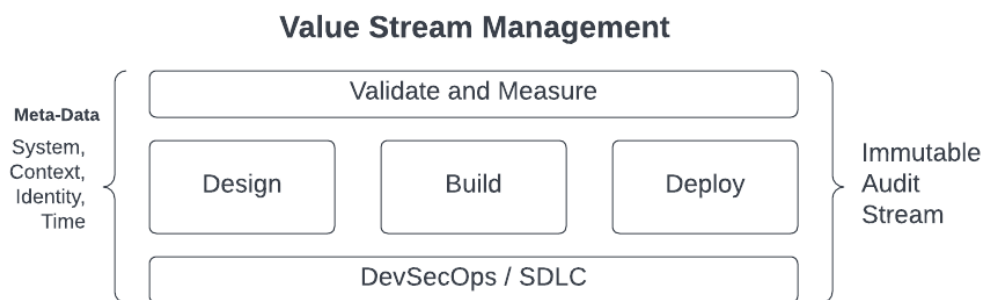 Value Stream Management
Validate and Measure
Meta-Data
System,
Context,
Identity,
Time
Design
Build
Deploy
Immutable
Audit
Stream
DevSecOps / SDLC